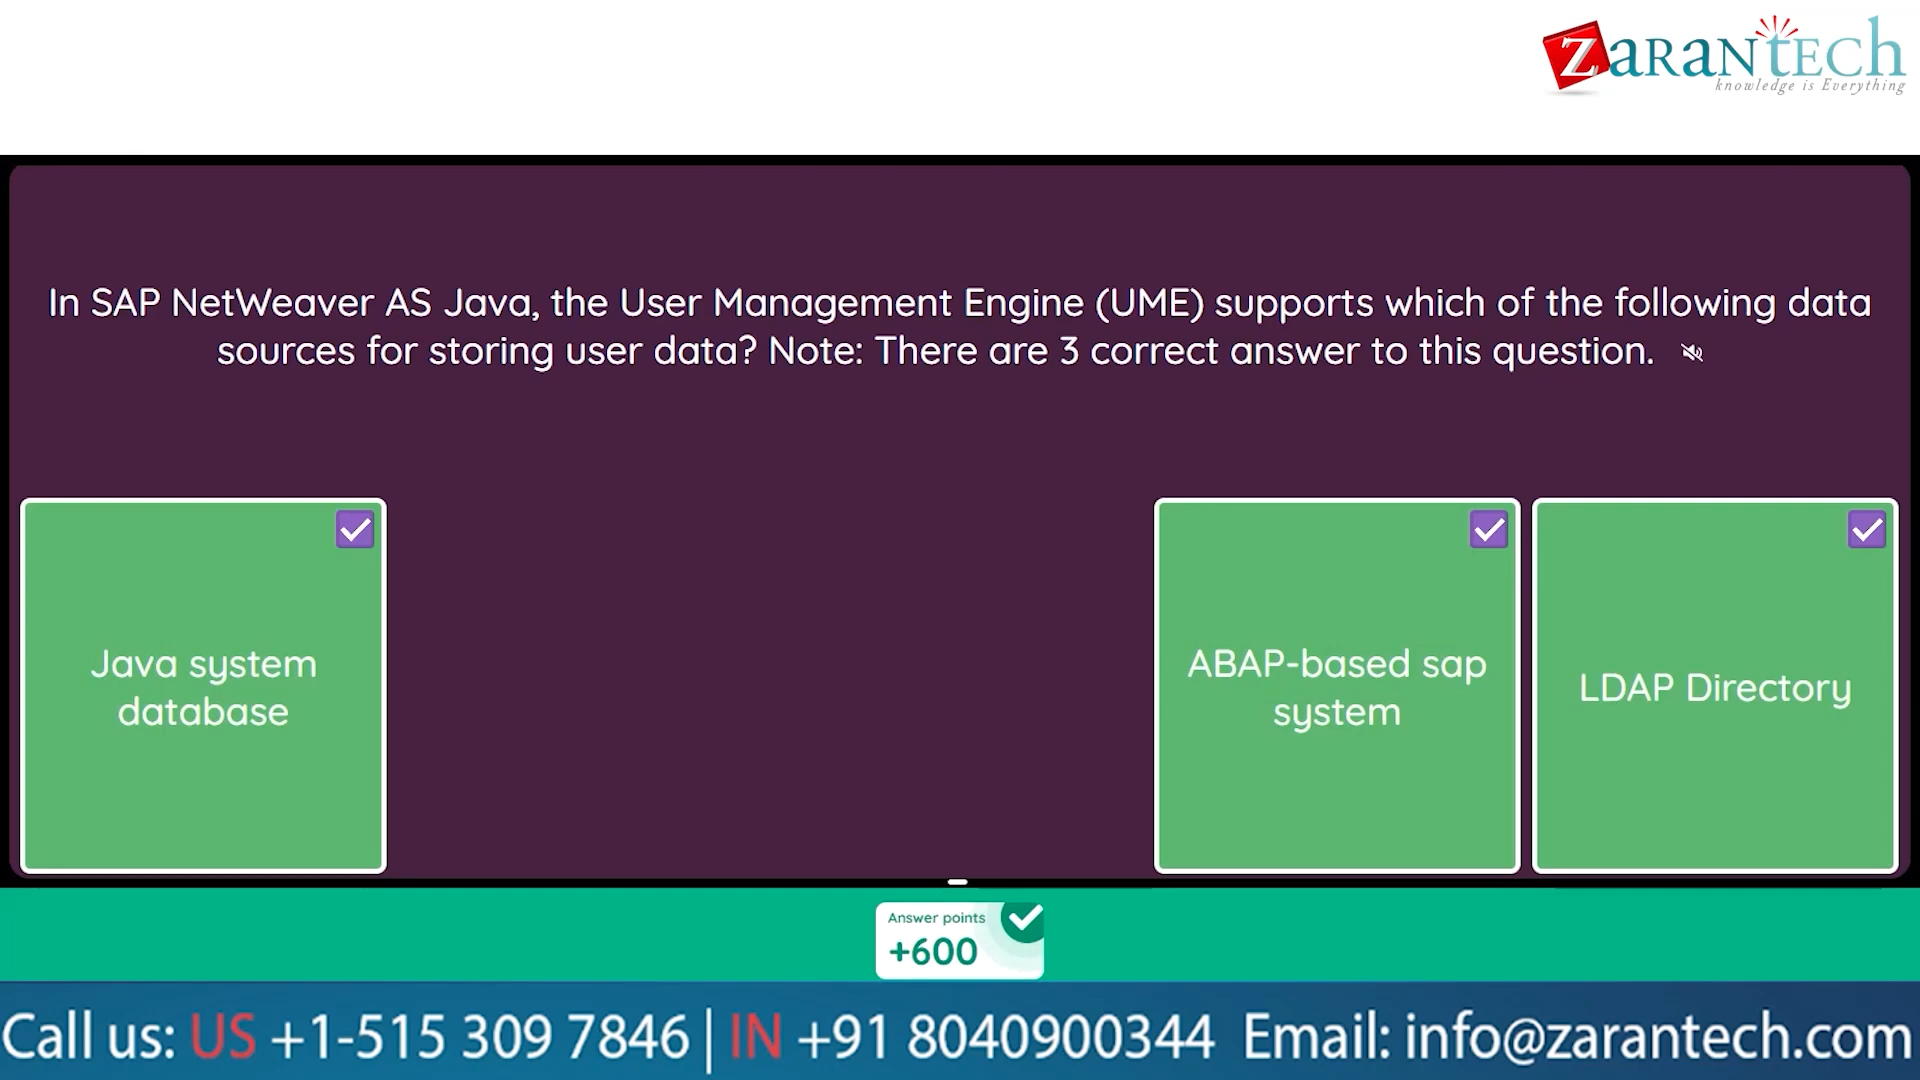 ZARANTECH
knowledge is Everything
In SAP NetWeaver AS Java, the User Management Engine (UME) supports which of the following data
sources for storing user data? Note: There are 3 correct answer to this question.
Java system
database
ABAP-based sap
system
LDAP Directory
Answer points
+600
Call us: US +1-515 309 7846 | IN +91 8040900344 Email: info@zarantech.com